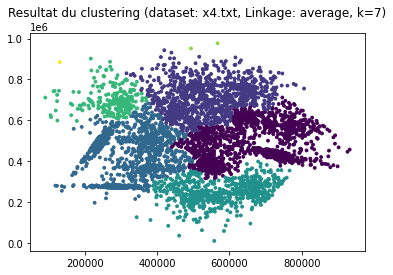 Resultat du clustering (dataset: x4.txt, Linkage: average, k=7)
1e6
1.0
0.8
0.6
0.4
0.2
0.0
200000 400000 600000 800000